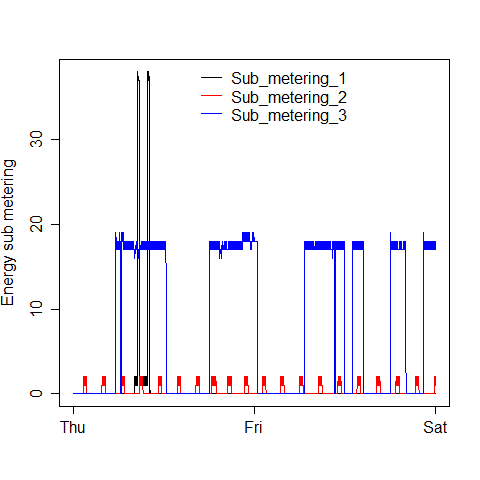 Sub_metering_1
Sub_metering_2
Sub_metering_3
Energy sub metering
30
20
10
0
Thu Fri Sat